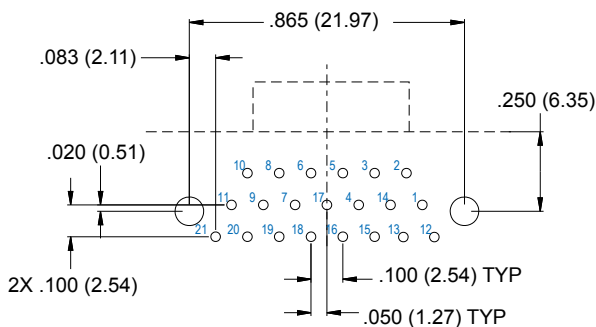 .865 (21.97)
.083 (2.11)
.250 (6.35)
.020 (0.51)
10 8 6 5 3 2
11 9 7 17 4 14 1
21 20 19 18 16 15 13 12
.100 (2.54) TYP
2X .100 (2.54)
.050 (1.27) TYP